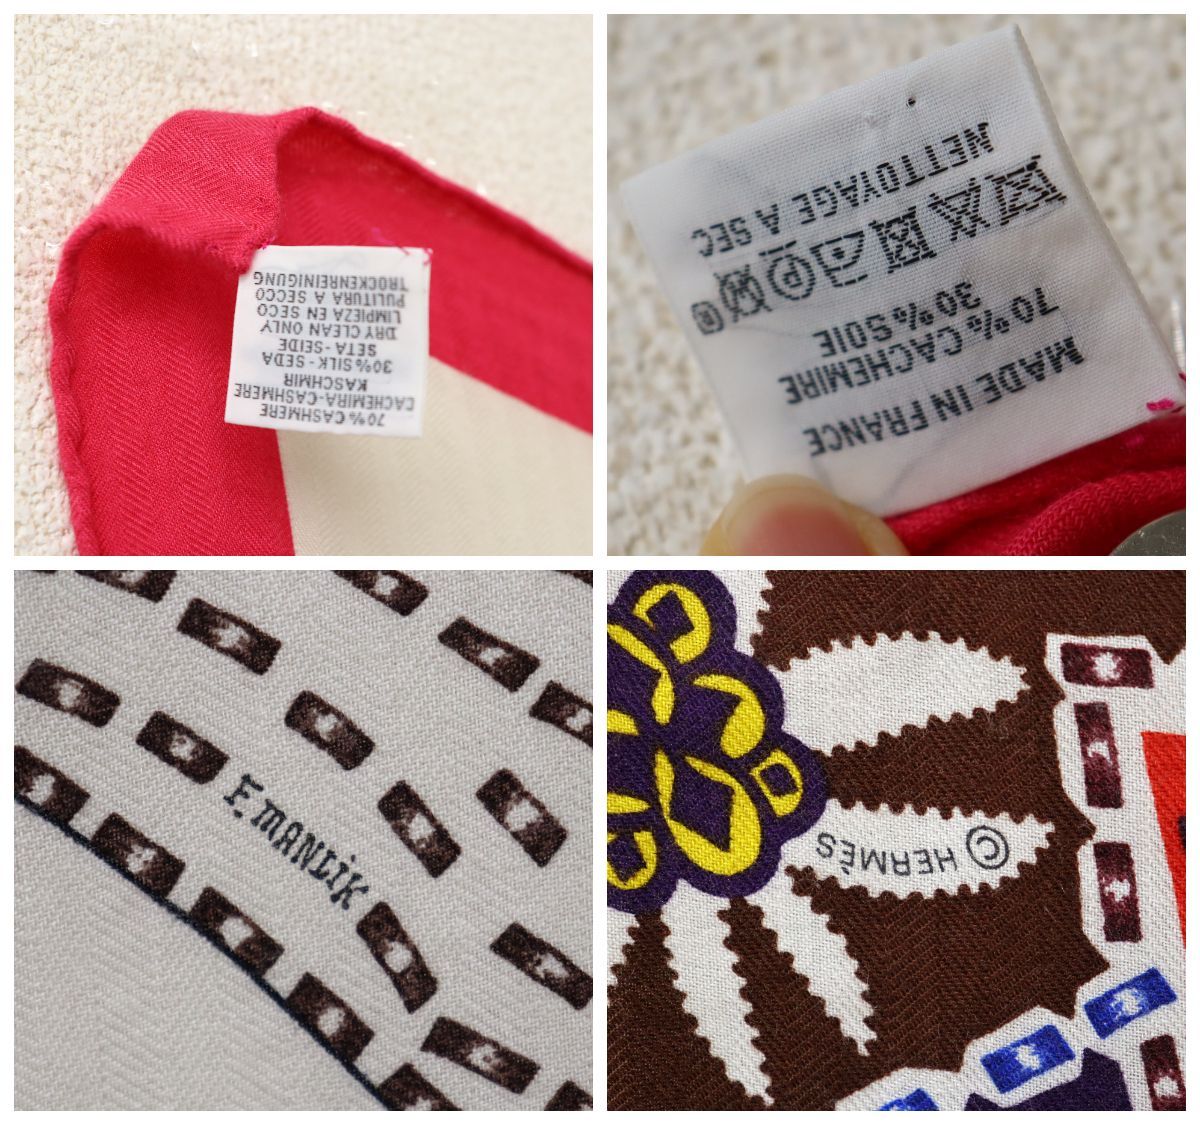 70% CASHMERE
CACHEMIRA-CASHMERE
KASCHMIR
30% SILK-SEDA
SETA-SEIDE
DRY CLEAN ONLY
LIMPIEZA EN SECO
PULITURA A SECCO
TROCKENREINIGUNG
MADE IN FRANCE
70% CACHEMIRE
30% SOIE
P
NETTOYAGE A SEC
F. MANLIK
© HERMÈS